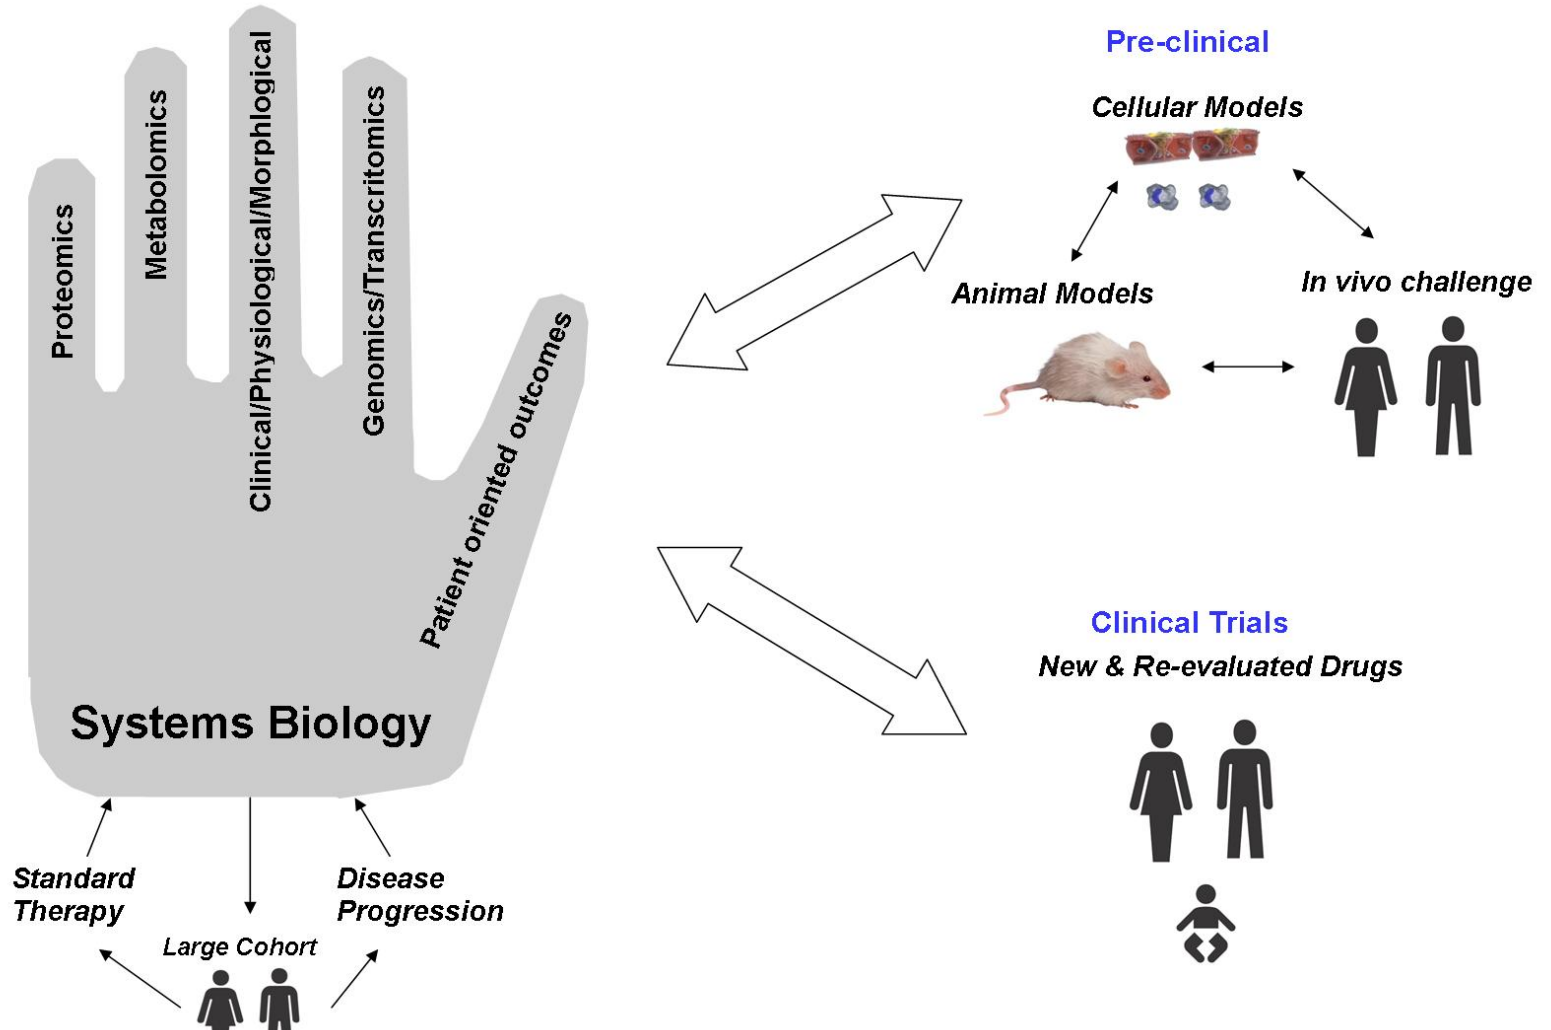 Proteomics
Metabolomics
Clinical/Physiological/Morphlogical
Genomics/Transcritomics
Patient oriented outcomes
Systems Biology
Standard
Therapy
Disease
Progression
Large Cohort
Pre-clinical
Cellular Models
Animal Models
In vivo challenge
Clinical Trials
New & Re-evaluated Drugs